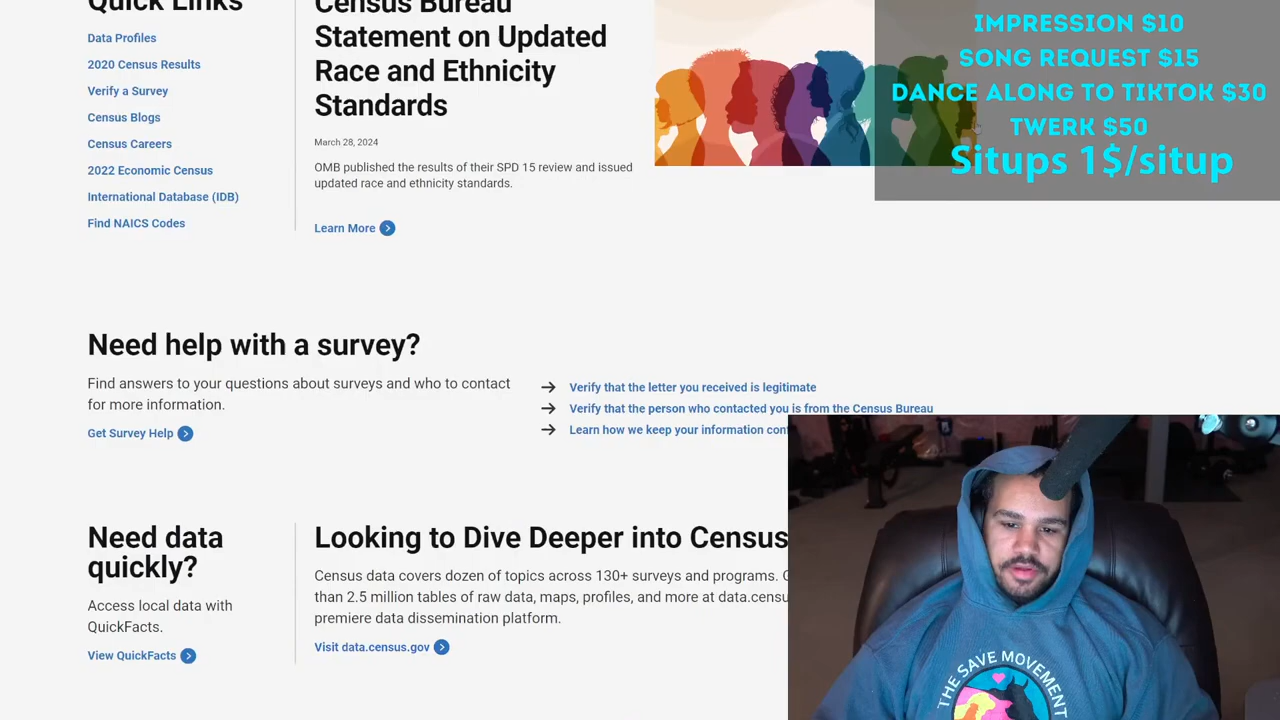 Quick Links
Data Profiles
2020 Census Results
Verify a Survey
Census Blogs
Census Careers
2022 Economic Census
International Database (IDB)
Find NAICS Codes
Census Bureau
Statement on Updated
Race and Ethnicity
Standards
March 28, 2024
OMB published the results of their SPD 15 review and issued
updated race and ethnicity standards.
Learn More
IMPRESSION $10
SONG REQUEST $15
DANCE ALONG TO TIKTOK $30
TWERK $50
Situps 1$/situp
Need help with a survey?
Find answers to your questions about surveys and who to contact
for more information.
Get Survey Help
Verify that the letter you received is legitimate
Verify that the person who contacted you is from the Census Bureau
Learn how we keep your information
Need data
quickly?
Access local data with
QuickFacts.
View QuickFacts
Looking to Dive Deeper into Census
Census data covers dozen of topics across 130+ surveys and programs.
than 2.5 million tables of raw data, maps, profiles, and more at
premiere data dissemination platform.
Visit data.census.gov
THE SAVE MOVEMENT